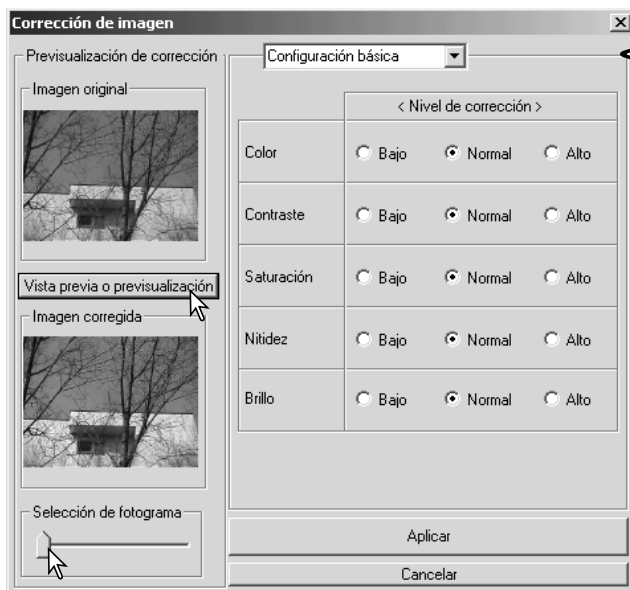 Corrección de imagen
Previsualización de corrección
Imagen original
Vista previa o previsualización
Imagen corregida
Selección de fotograma
Configuración básica
< Nivel de corrección >
Color Bajo Normal Alto
Contraste Bajo Normal Alto
Saturación Bajo Normal Alto
Nitidez Bajo Normal Alto
Brillo Bajo Normal Alto
Aplicar
Cancelar